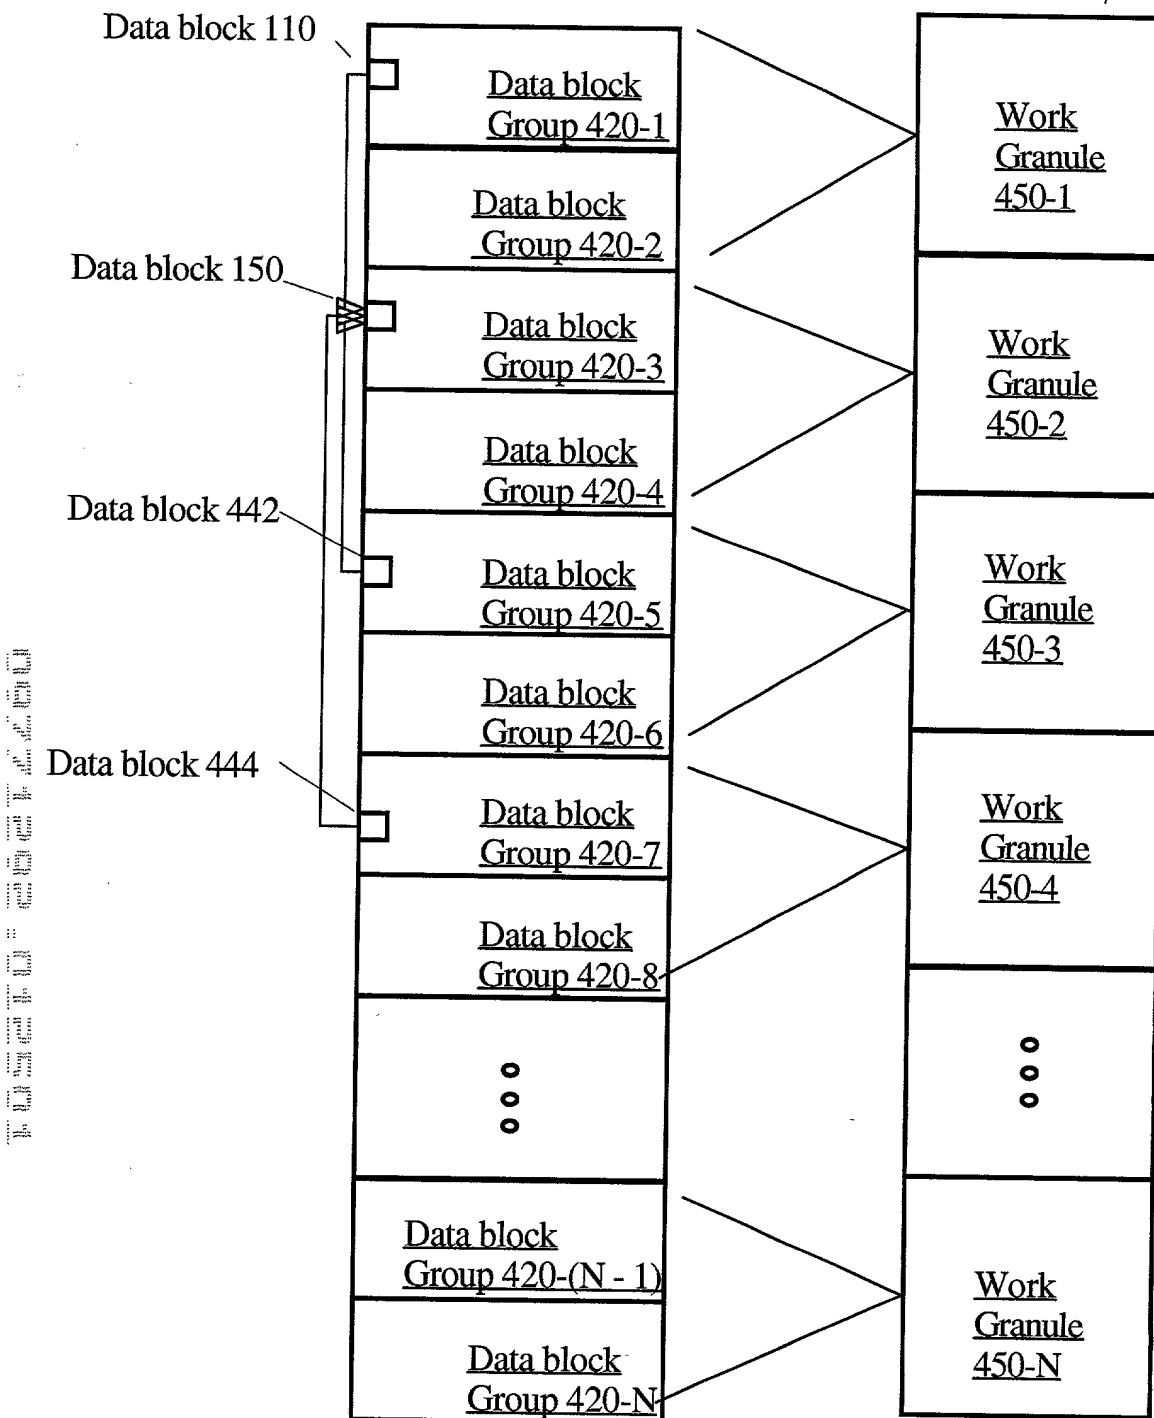 Data block 110
Data block
Group 420-1
Work
Granule
450-1
Data block
Group 420-2
Data block 150
Data block
Group 420-3
Work
Granule
450-2
Data block
Group 420-4
Data block 442
Data block
Group 420-5
Work
Granule
450-3
Data block
Group 420-6
Data block 444
Data block
Group 420-7
Work
Granule
450-4
Data block
Group 420-8
Data block
Group 420-(N - 1)
Work
Granule
450-N
Data block
Group 420-N